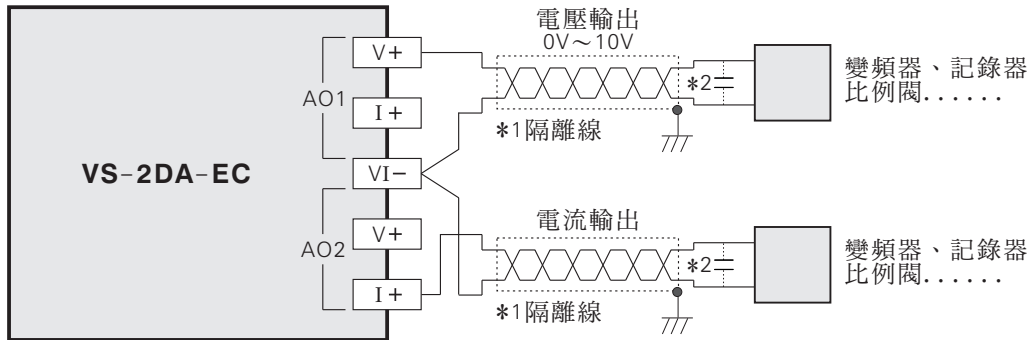 VS-2DA-EC
AO1
V+
I+
VI−
AO2
V+
I+
電壓輸出
0V～10V
*1隔離線
*2
變頻器、記錄器
比例閥......
電流輸出
*1隔離線
*2
變頻器、記錄器
比例閥......